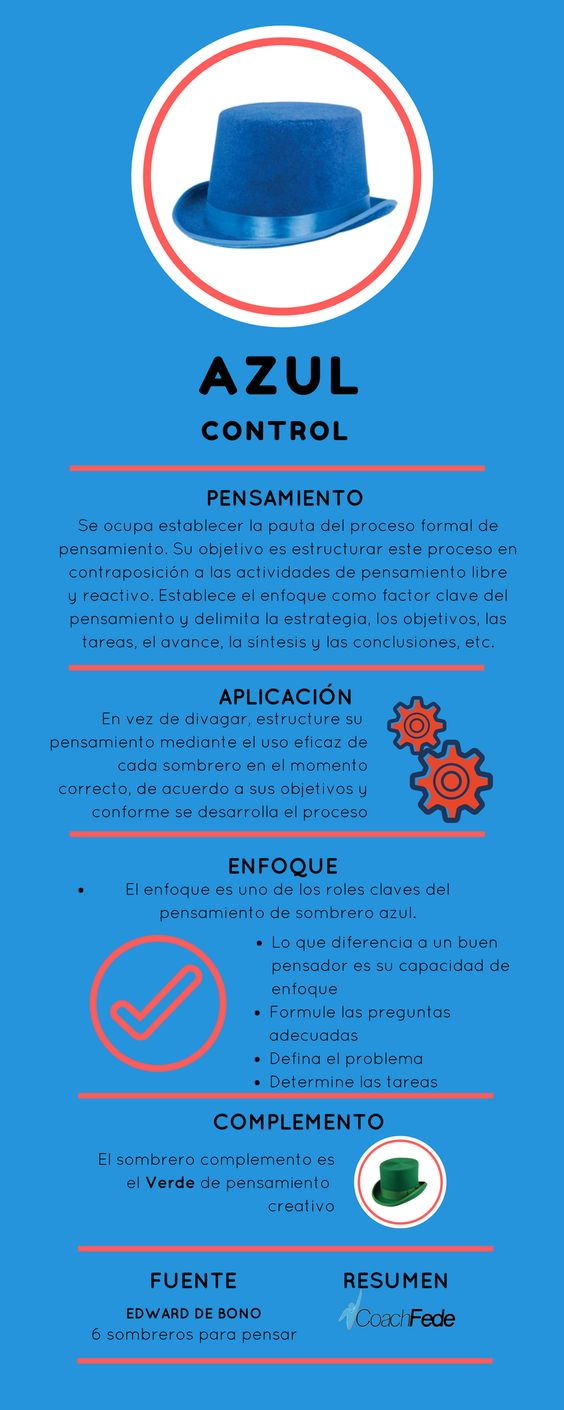 AZUL
CONTROL
PENSAMIENTO
Se ocupa establecer la pauta del proceso formal de
pensamiento. Su objetivo es estructurar este proceso en
contraposición a las actividades de pensamiento libre
y reactivo. Establece el enfoque como factor clave del
pensamiento y delimita la estrategia, los objetivos, las
tareas, el avance, la síntesis y las conclusiones, etc.
APLICACIÓN
En vez de divagar, estructure su
pensamiento mediante el uso eficaz de
cada sombrero en el momento
correcto, de acuerdo a sus objetivos y
conforme se desarrolla el proceso
ENFOQUE
• El enfoque es uno de los roles claves del
pensamiento de sombrero azul.
• Lo que diferencia a un buen
pensador es su capacidad de
enfoque
• Formule las preguntas
adecuadas
• Defina el problema
• Determine las tareas
COMPLEMENTO
El sombrero complemento es
el Verde de pensamiento
creativo
FUENTE
EDWARD DE BONO
6 sombreros para pensar
RESUMEN
CoachFede